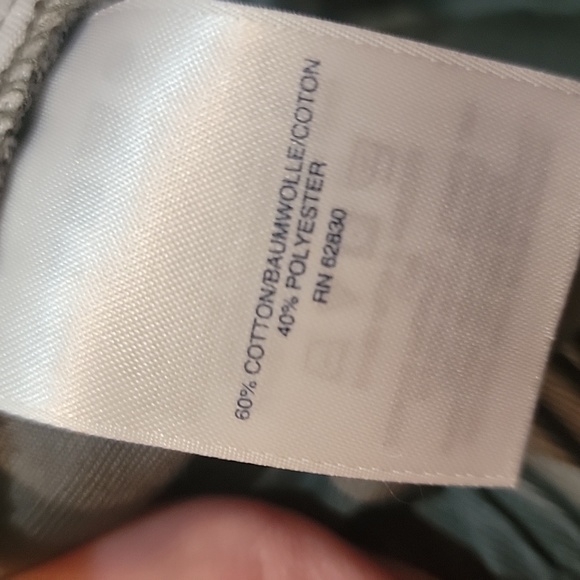 60% COTTON/BAUMWOLLE/COTON
40% POLYESTER
RN 62830